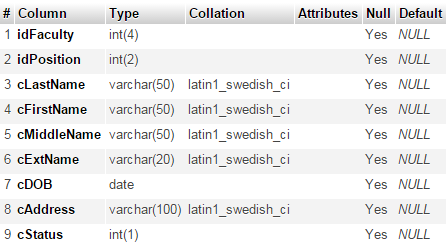 # Column Type Collation Attributes Null Default
1 idFaculty int(4) Yes NULL
2 idPosition int(2) Yes NULL
3 cLastName varchar(50) latin1_swedish_ci Yes NULL
4 cFirstName varchar(50) latin1_swedish_ci Yes NULL
5 cMiddleName varchar(50) latin1_swedish_ci Yes NULL
6 cExtName varchar(20) latin1_swedish_ci Yes NULL
7 cDOB date Yes NULL
8 cAddress varchar(100) latin1_swedish_ci Yes NULL
9 cStatus int(1) Yes NULL